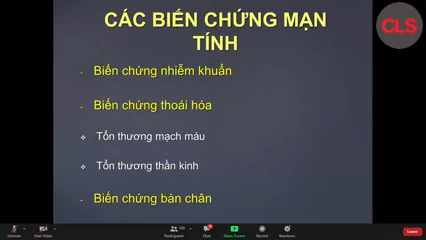 CLS
CÁC BIẾN CHỨNG MẠN
TÍNH
- Biến chứng nhiễm khuẩn
- Biến chứng thoái hóa
❖ Tổn thương mạch máu
❖ Tổn thương thần kinh
- Biến chứng bàn chân
Unmute Start Video Participants Chat Share Screen Record Reactions Leave